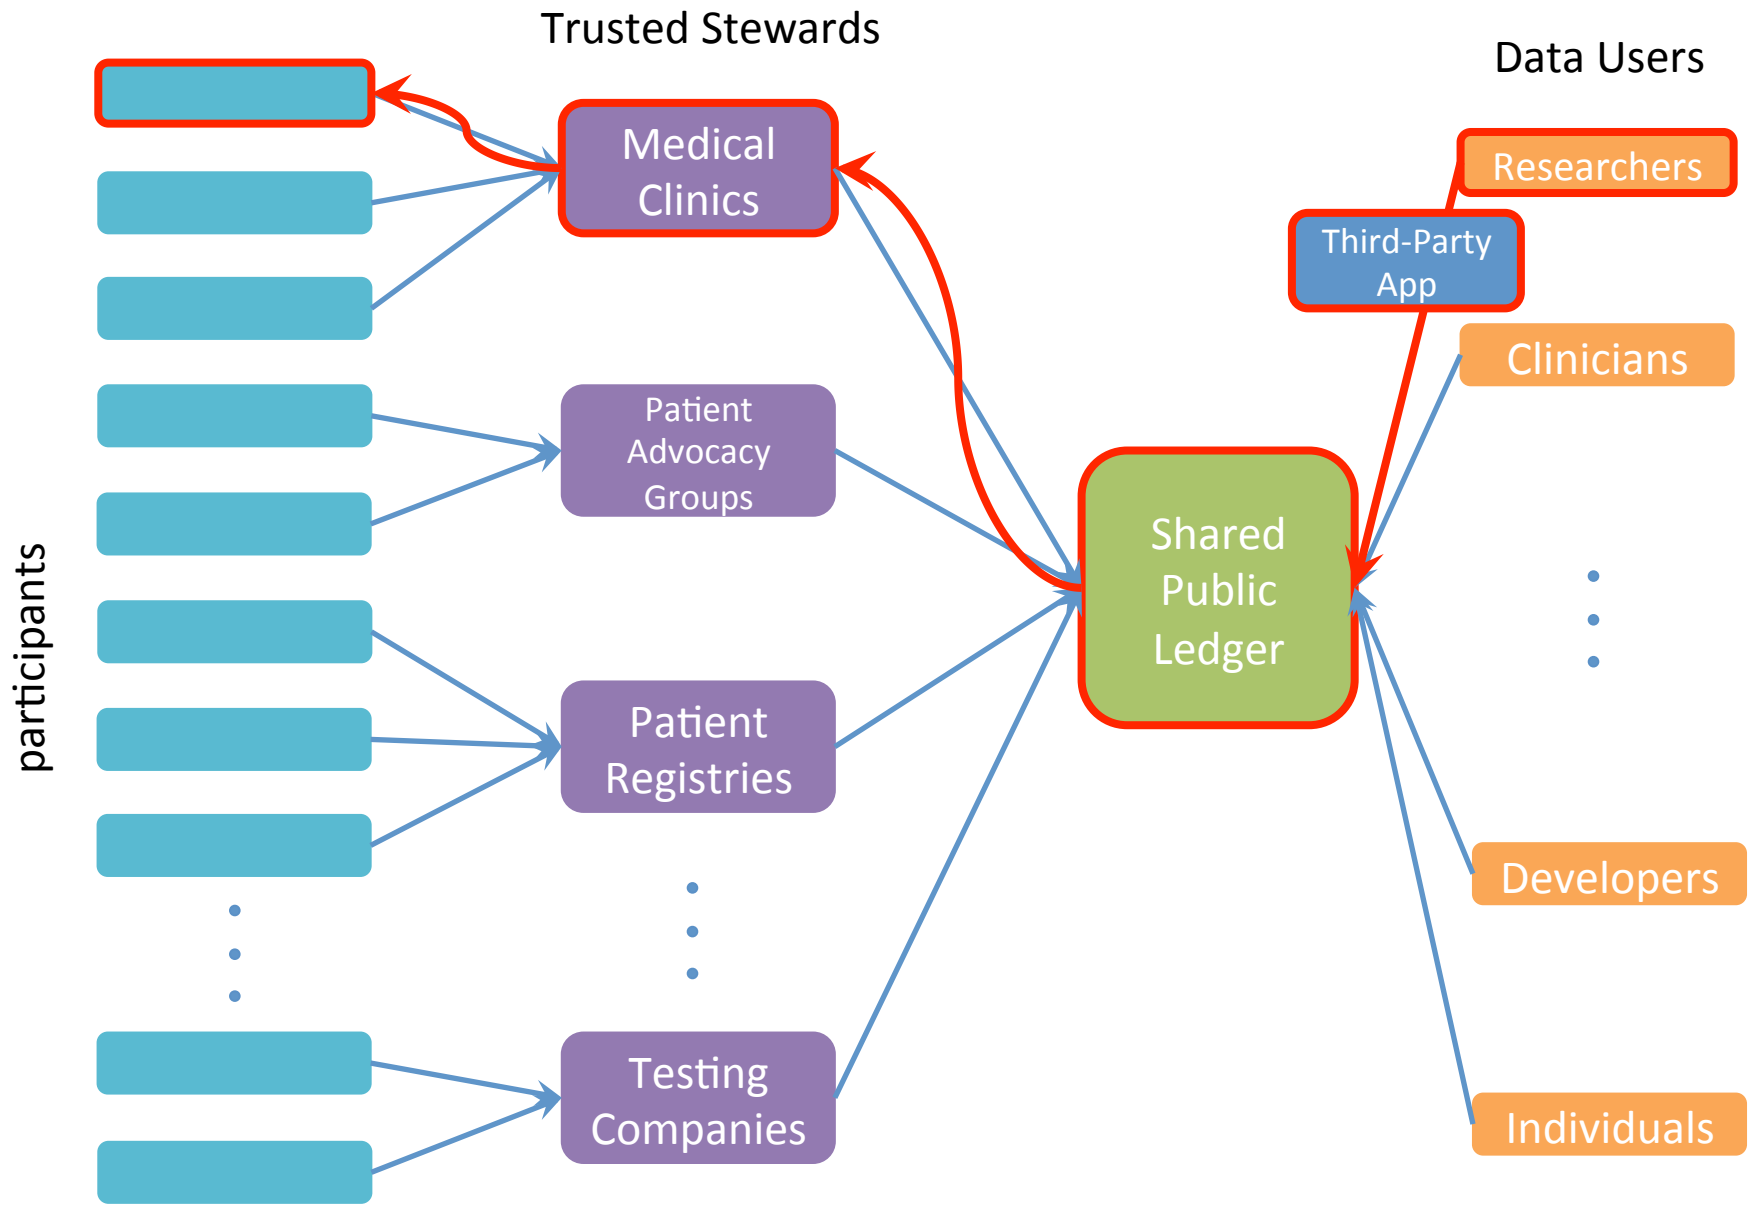 Trusted Stewards
Data Users
participants
Medical
Clinics
Patient
Advocacy
Groups
Patient
Registries
Testing
Companies
Shared
Public
Ledger
Researchers
Third-Party
App
Clinicians
Developers
Individuals